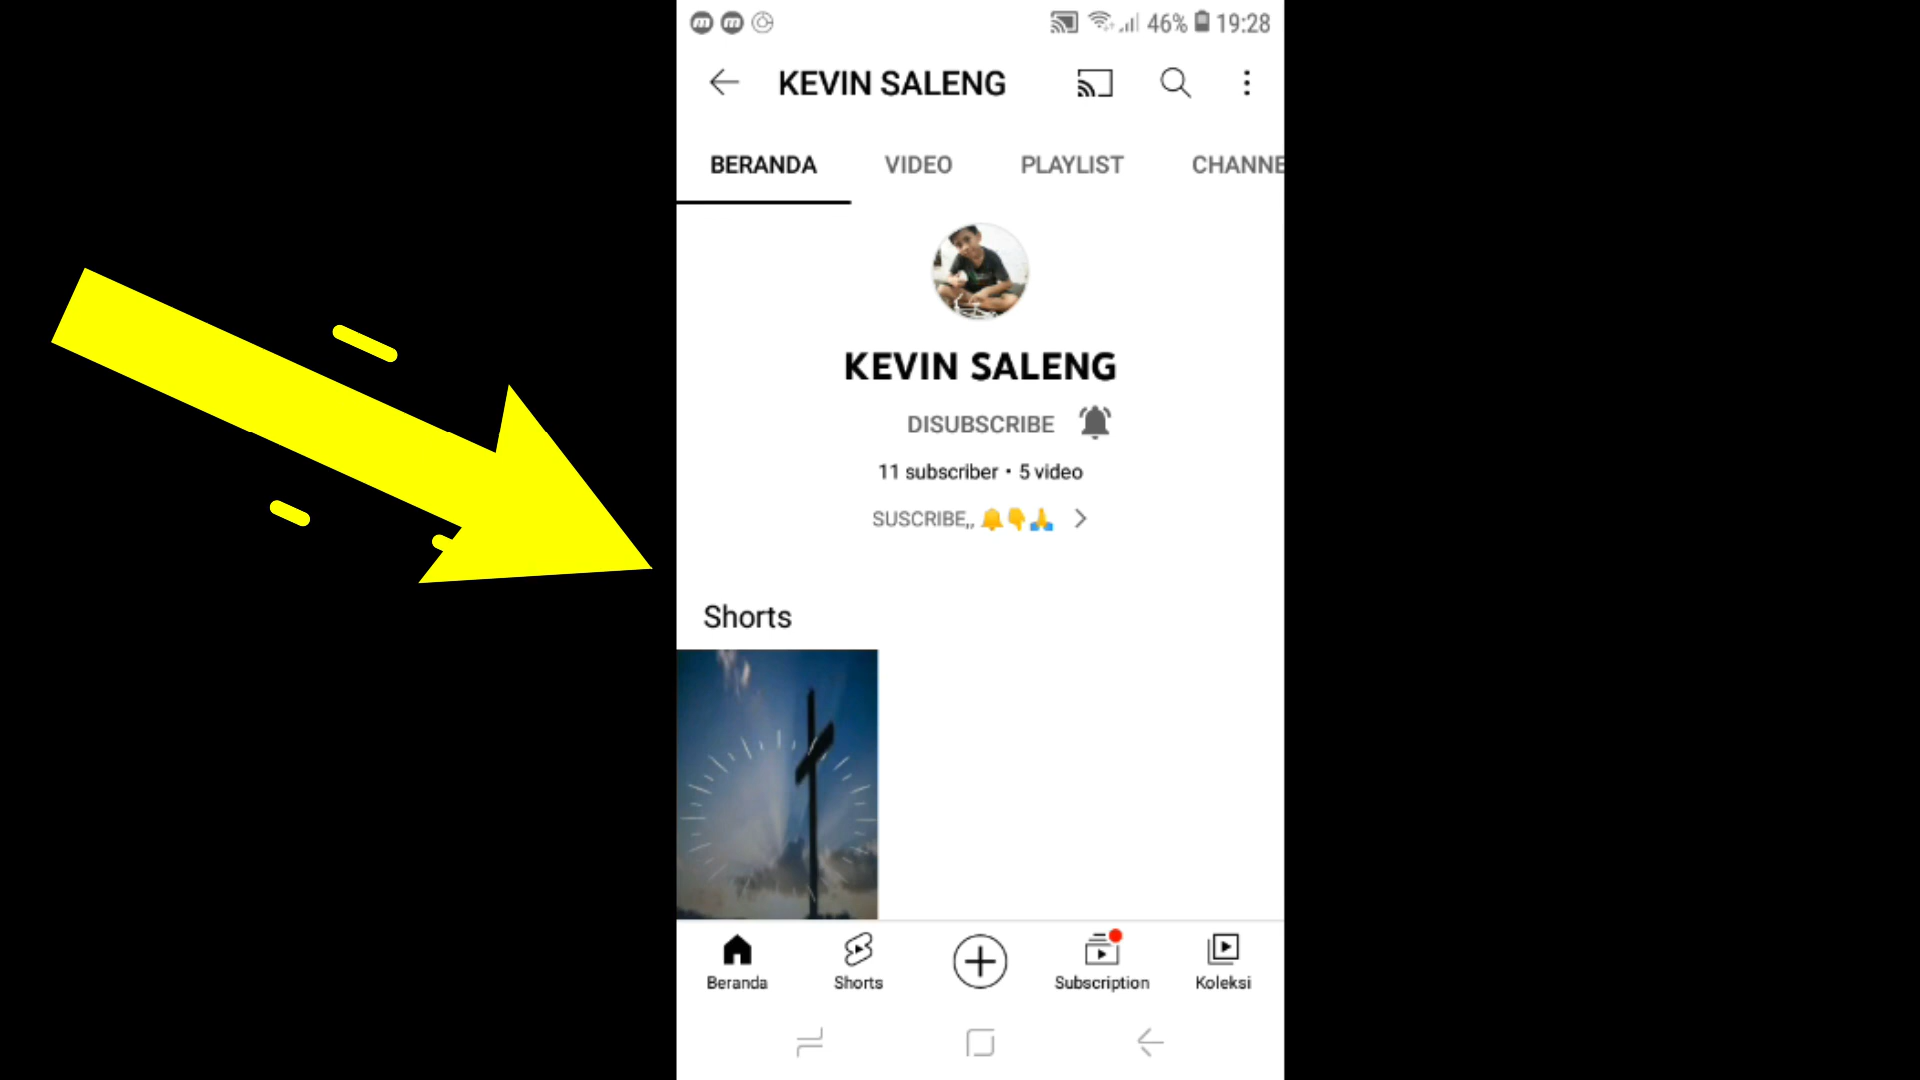 46% 19:28
KEVIN SALENG
BERANDA VIDEO PLAYLIST CHANNE
KEVIN SALENG
DISUBSCRIBE
11 subscriber • 5 video
SUSCRIBE,, 🔔👇🙏
Shorts
Beranda Shorts Subscription Koleksi